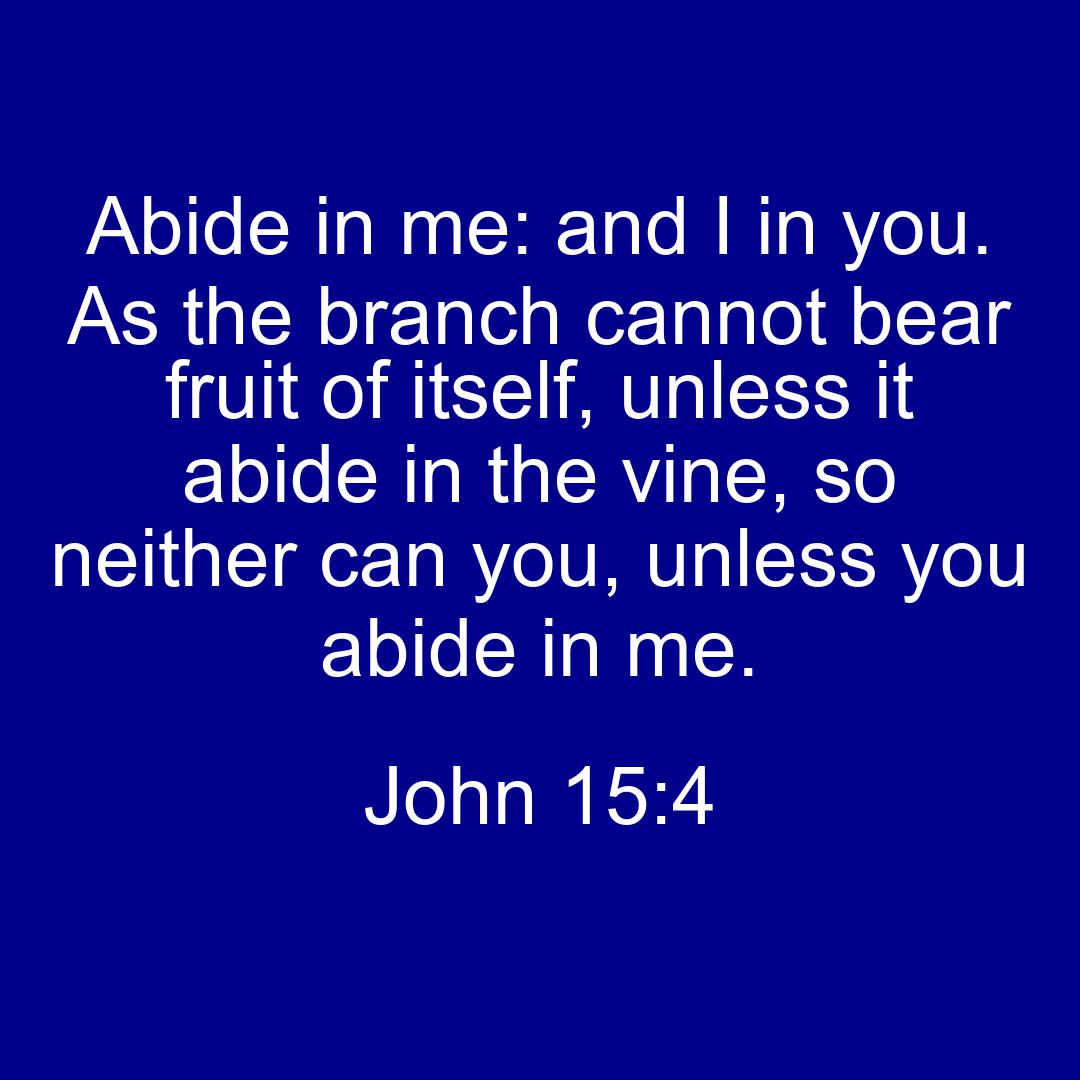 Abide in me: and I in you.
As the branch cannot bear
fruit of itself, unless it
abide in the vine, so
neither can you, unless you
abide in me.
John 15:4